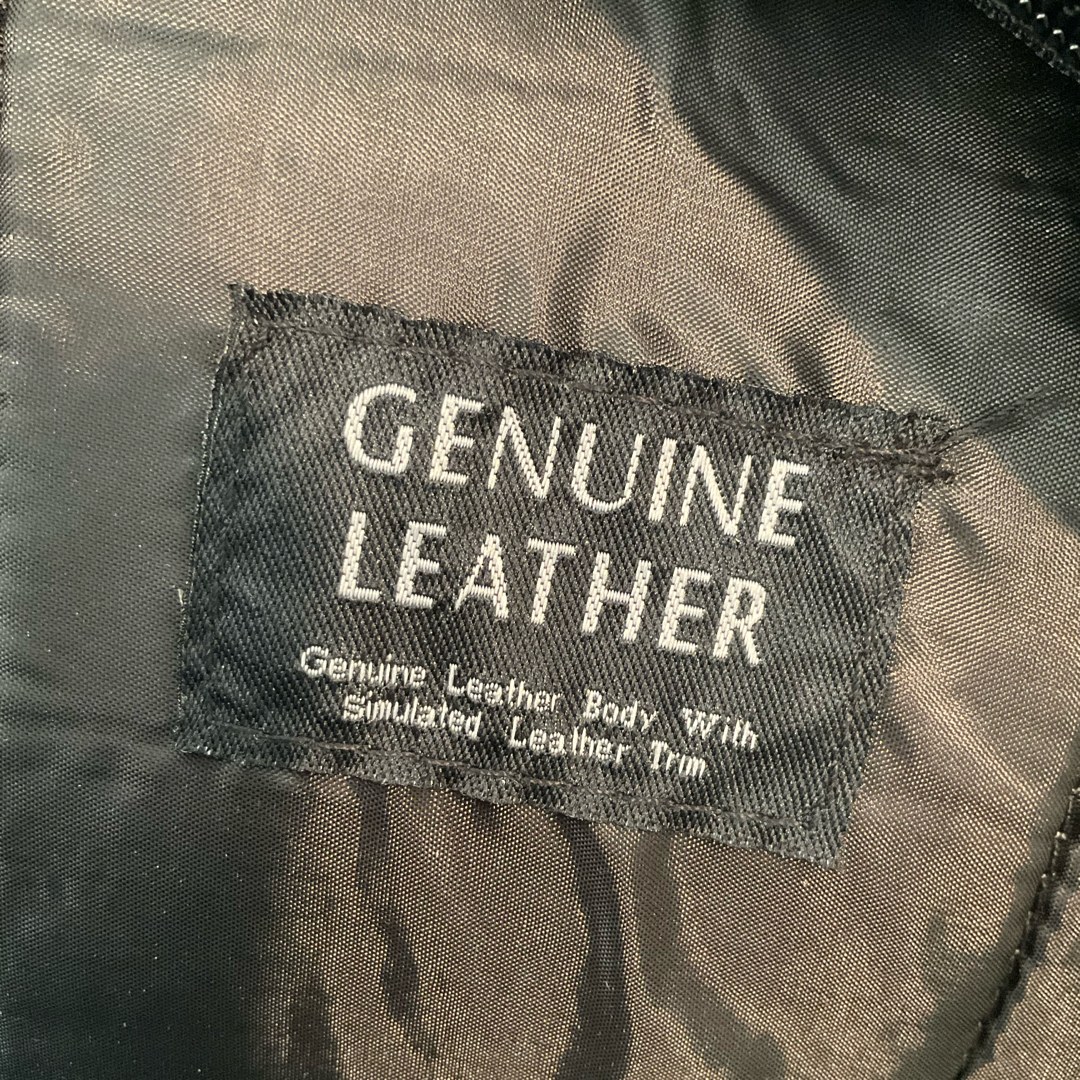 GENUINE
LEATHER
Genuine Leather Body With
Simulated Leather Trim